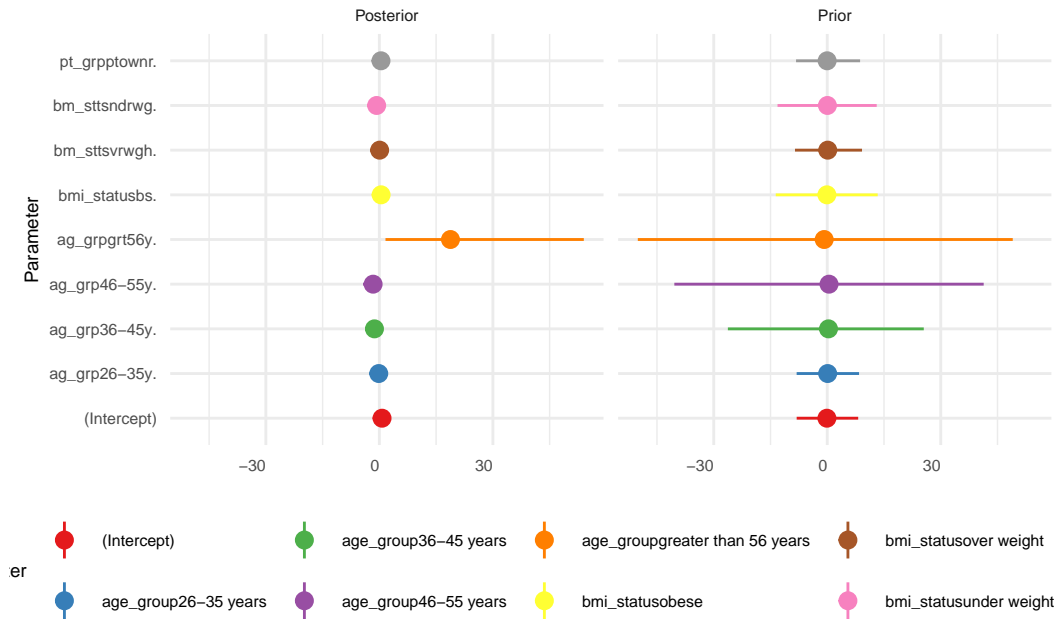 Posterior Prior
Parameter
pt_grpptownr.
bm_sttsndrwg.
bm_sttsvrwgh.
bmi_statusbs.
ag_grpgrt56y.
ag_grp46−55y.
ag_grp36−45y.
ag_grp26−35y.
(Intercept)
−30 0 30 −30 0 30
(Intercept) age_group36−45 years age_groupgreater than 56 years bmi_statusover weight
er
age_group26−35 years age_group46−55 years bmi_statusobese bmi_statusunder weight